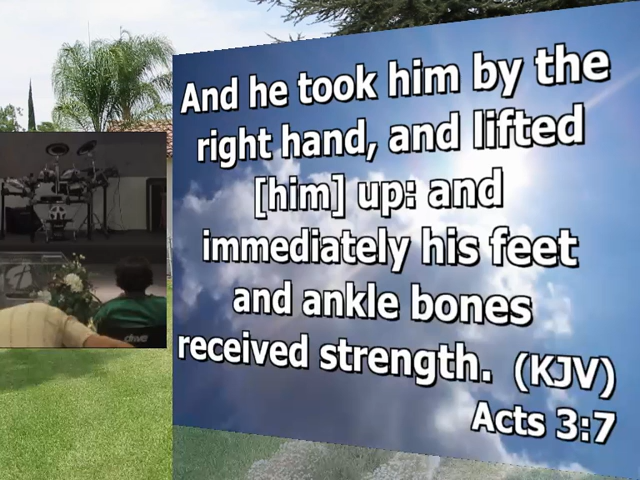 And he took him by the
right hand, and lifted
[him] up: and
immediately his feet
and ankle bones
received strength. (KJV)
Acts 3:7